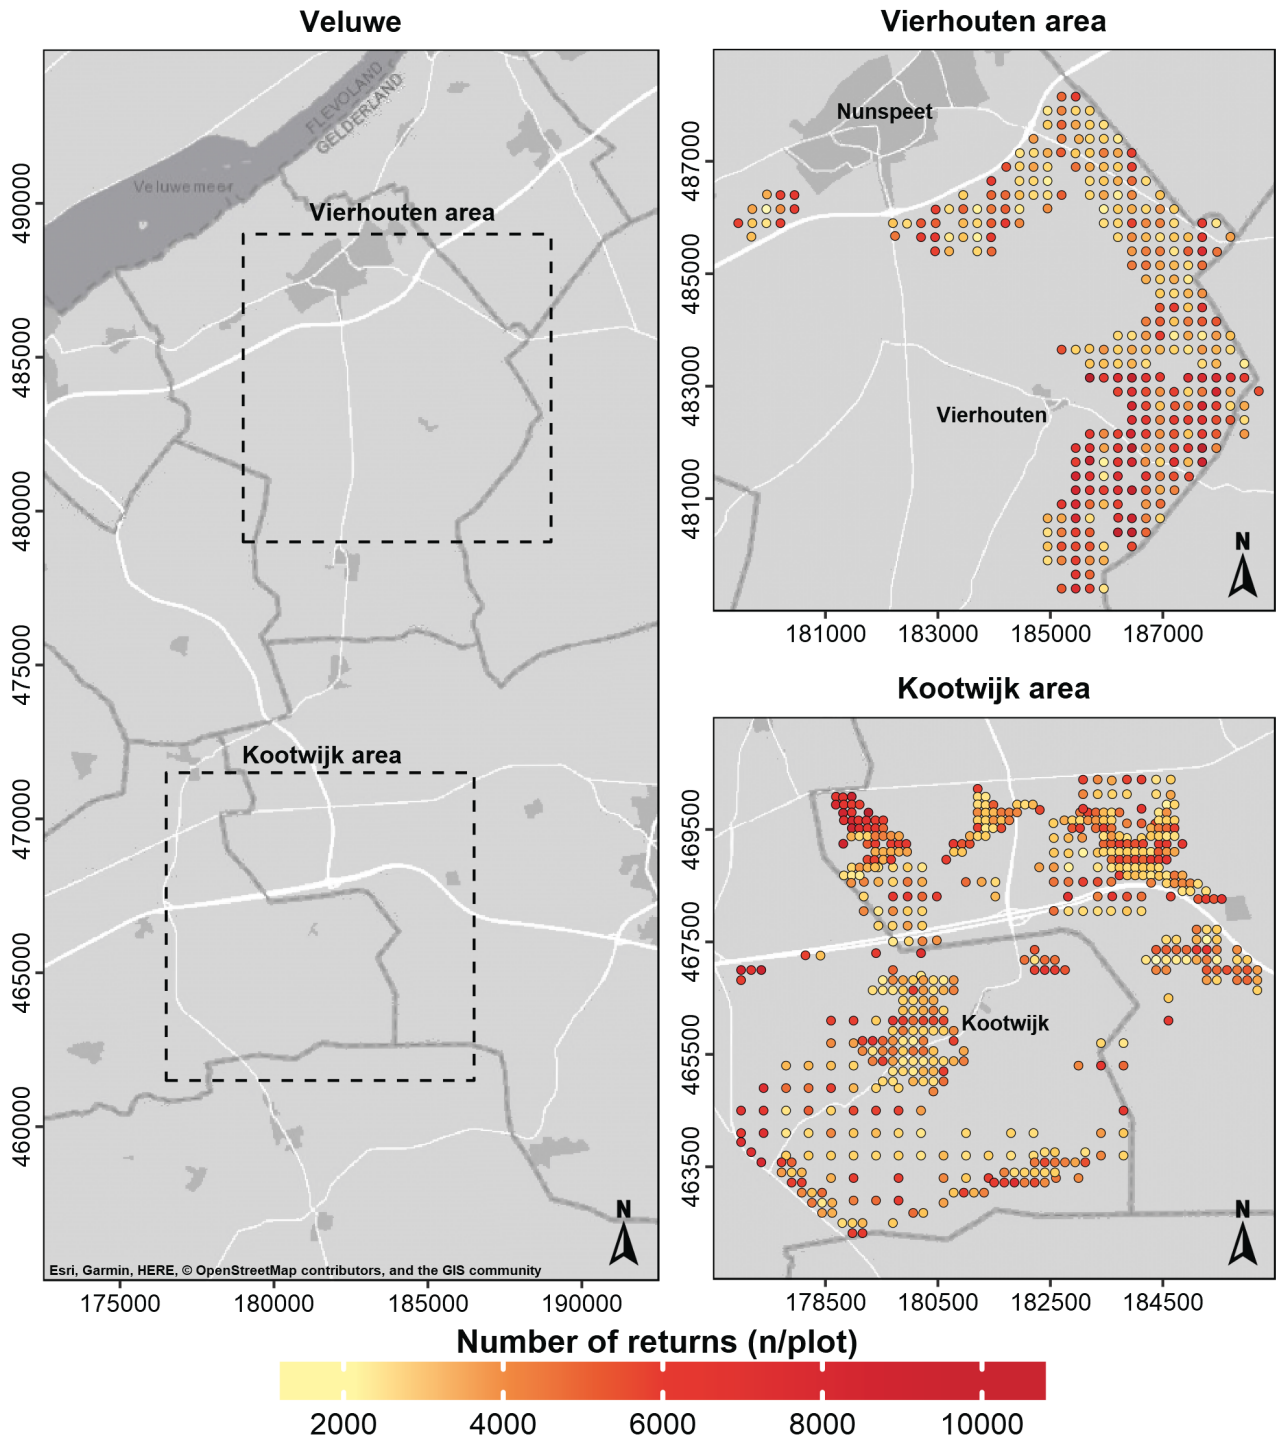 Veluwe
FLEVOLAND
GELDERLAND
Veluwemeer
Vierhouten area
Kootwijk area
490000
485000
480000
475000
470000
465000
460000
N
Esri, Garmin, HERE, © OpenStreetMap contributors, and the GIS community
175000 180000 185000 190000
Vierhouten area
Nunspeet
Vierhouten
487000
485000
483000
481000
N
181000 183000 185000 187000
Kootwijk area
Kootwijk
469500
467500
465500
463500
N
178500 180500 182500 184500
Number of returns (n/plot)
2000 4000 6000 8000 10000